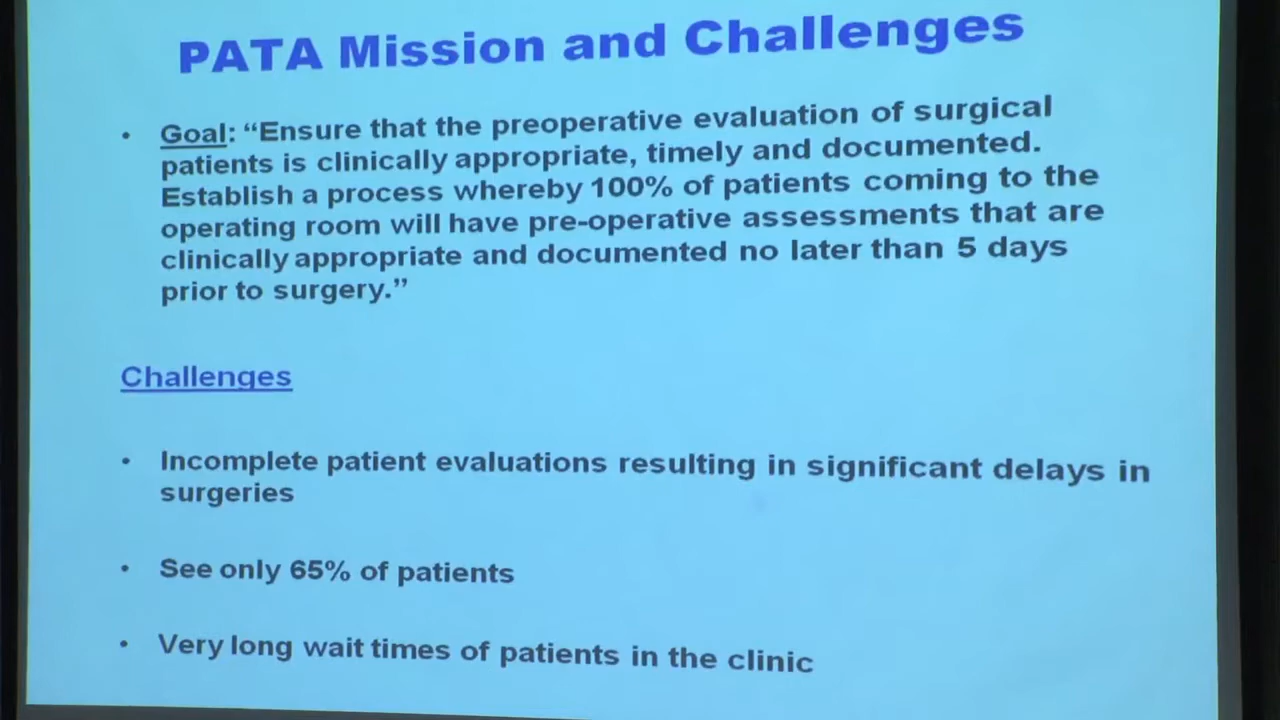 PATA Mission and Challenges
• Goal: “Ensure that the preoperative evaluation of surgical
patients is clinically appropriate, timely and documented.
Establish a process whereby 100% of patients coming to the
operating room will have pre-operative assessments that are
clinically appropriate and documented no later than 5 days
prior to surgery.”
Challenges
• Incomplete patient evaluations resulting in significant delays in
surgeries
• See only 65% of patients
• Very long wait times of patients in the clinic